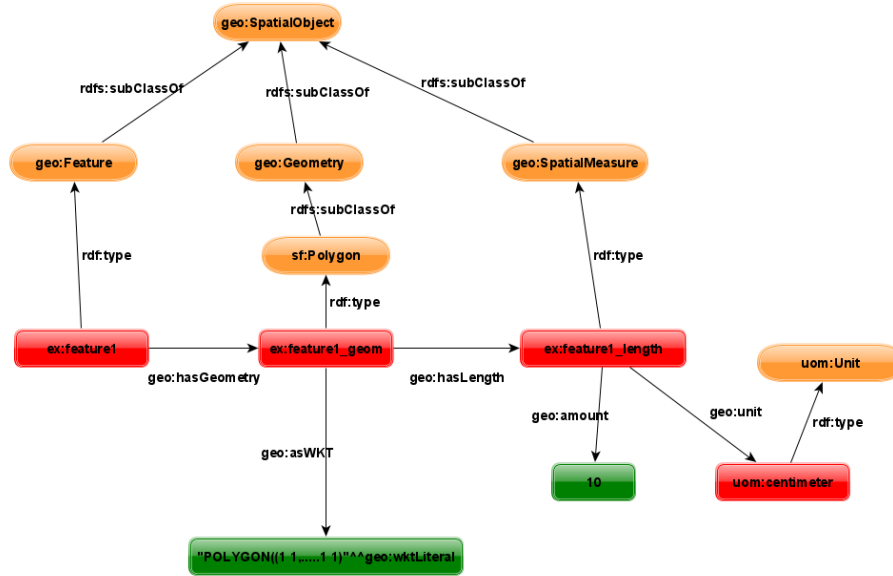 geo:SpatialObject
rdfs:subClassOf
rdfs:subClassOf
rdfs:subClassOf
geo:Feature
geo:Geometry
geo:SpatialMeasure
rdfs:subClassOf
rdf:type
sf:Polygon
rdf:type
rdf:type
ex:feature1
ex:feature1_geom
ex:feature1_length
uom:Unit
geo:hasGeometry
geo:hasLength
geo:amount
geo:unit
rdf:type
geo:asWKT
10
uom:centimeter
"POLYGON((1 1,.....1 1)"^^geo:wktLiteral